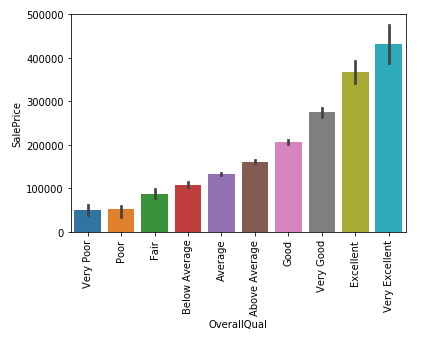 500000
400000
300000
200000
100000
0
SalePrice
Very Poor
Poor
Fair
Below Average
Average
Above Average
Good
Very Good
Excellent
Very Excellent
OverallQual